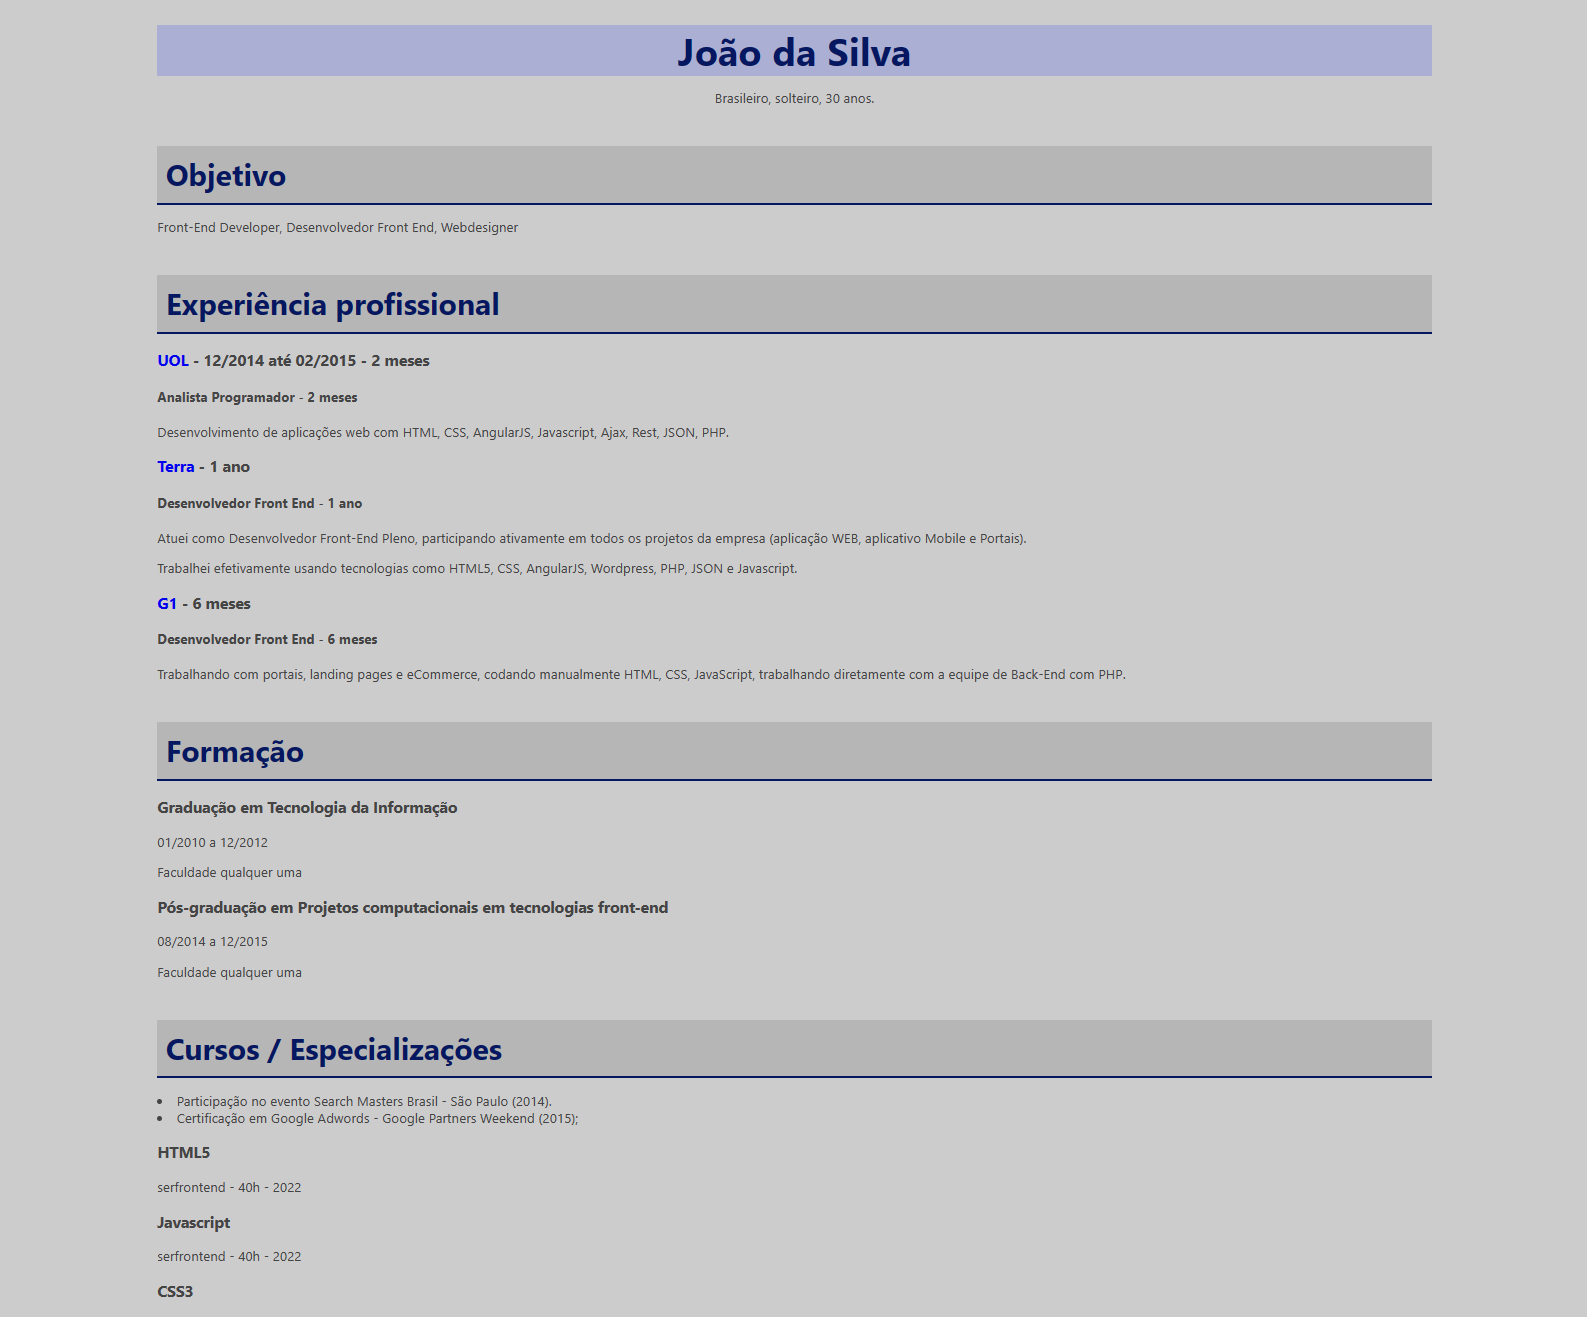 João da Silva
Brasileiro, solteiro, 30 anos.
Objetivo
Front-End Developer, Desenvolvedor Front End, Webdesigner
Experiência profissional
UOL - 12/2014 até 02/2015 - 2 meses
Analista Programador - 2 meses
Desenvolvimento de aplicações web com HTML, CSS, AngularJS, Javascript, Ajax, Rest, JSON, PHP.
Terra - 1 ano
Desenvolvedor Front End - 1 ano
Atuei como Desenvolvedor Front-End Pleno, participando ativamente em todos os projetos da empresa (aplicação WEB, aplicativo Mobile e Portais).
Trabalhei efetivamente usando tecnologias como HTML5, CSS, AngularJS, Wordpress, PHP, JSON e Javascript.
G1 - 6 meses
Desenvolvedor Front End - 6 meses
Trabalhando com portais, landing pages e eCommerce, codando manualmente HTML, CSS, JavaScript, trabalhando diretamente com a equipe de Back-End com PHP.
Formação
Graduação em Tecnologia da Informação
01/2010 a 12/2012
Faculdade qualquer uma
Pós-graduação em Projetos computacionais em tecnologias front-end
08/2014 a 12/2015
Faculdade qualquer uma
Cursos / Especializações
• Participação no evento Search Masters Brasil - São Paulo (2014).
• Certificação em Google Adwords - Google Partners Weekend (2015);
HTML5
serfrontend - 40h - 2022
Javascript
serfrontend - 40h - 2022
CSS3